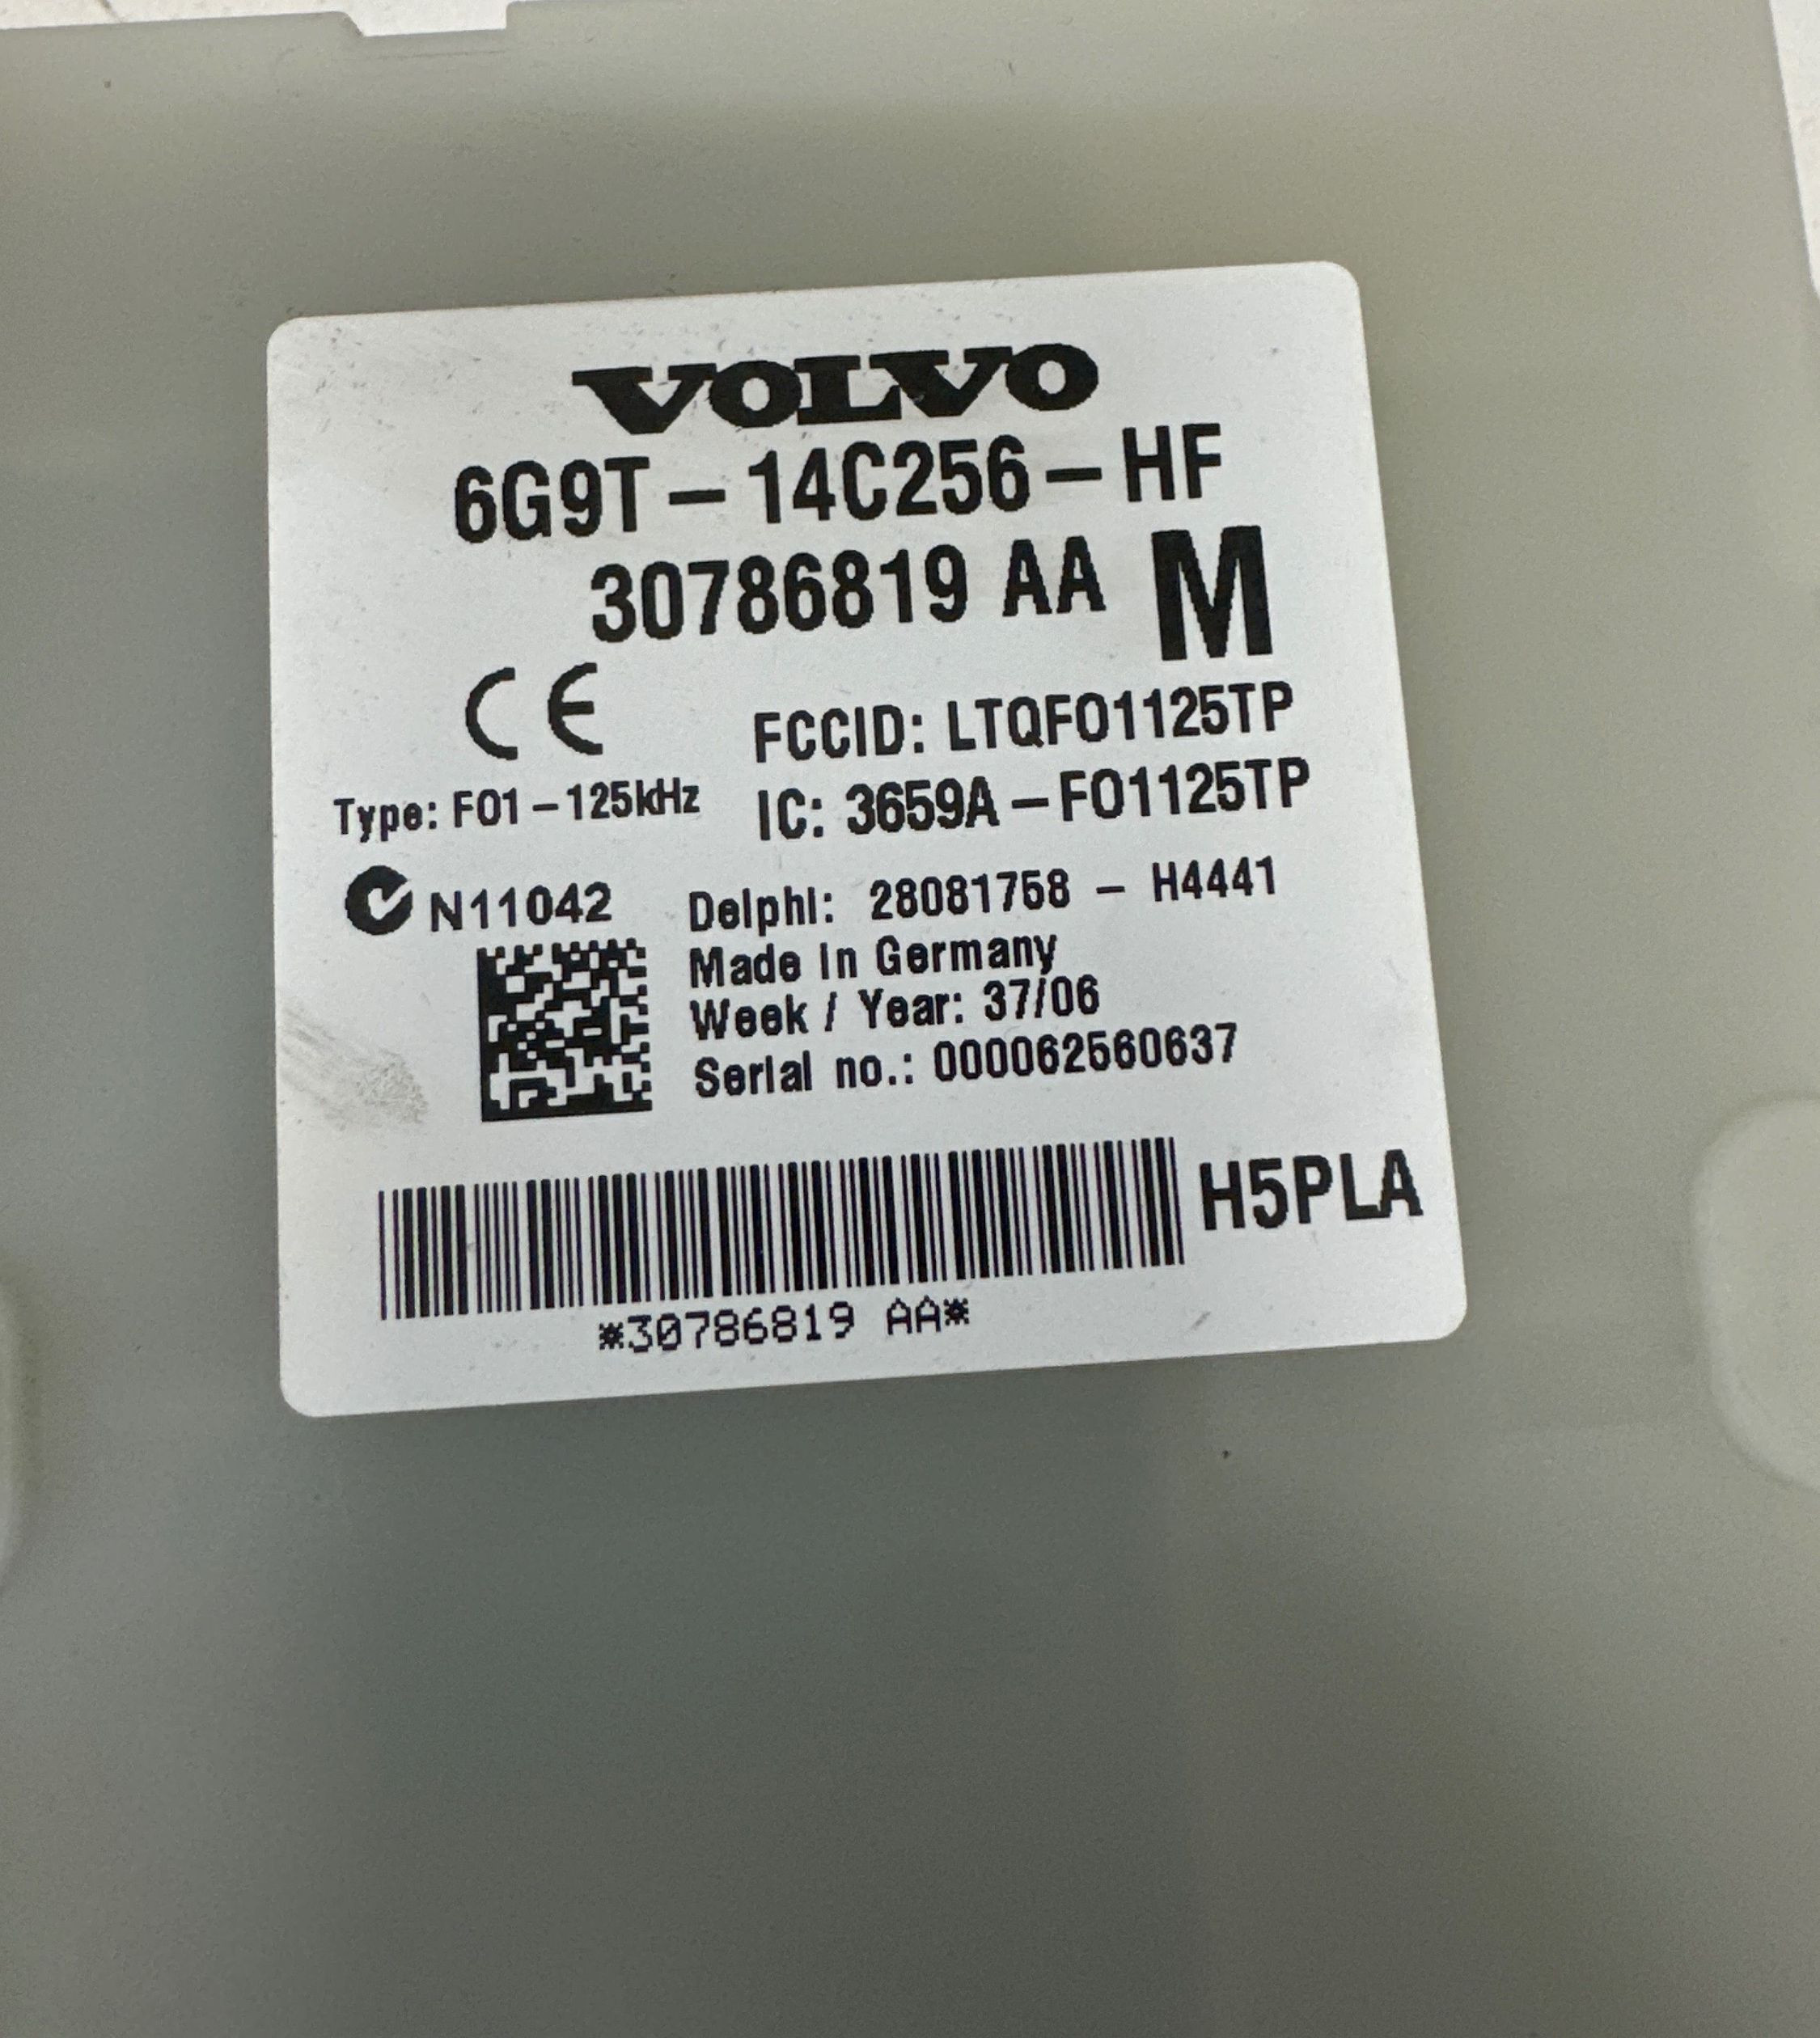 VOLVO
6G9T-14C256-HF
30786819 AA M
CE
FCCID: LTQFO1125TP
Type: FO1-125kHz
IC: 3659A-FO1125TP
N11042
Delphi: 28081758 - H4441
Made in Germany
Week / Year: 37/06
Serial no.: 000062560637
H5PLA
*30786819 AA*